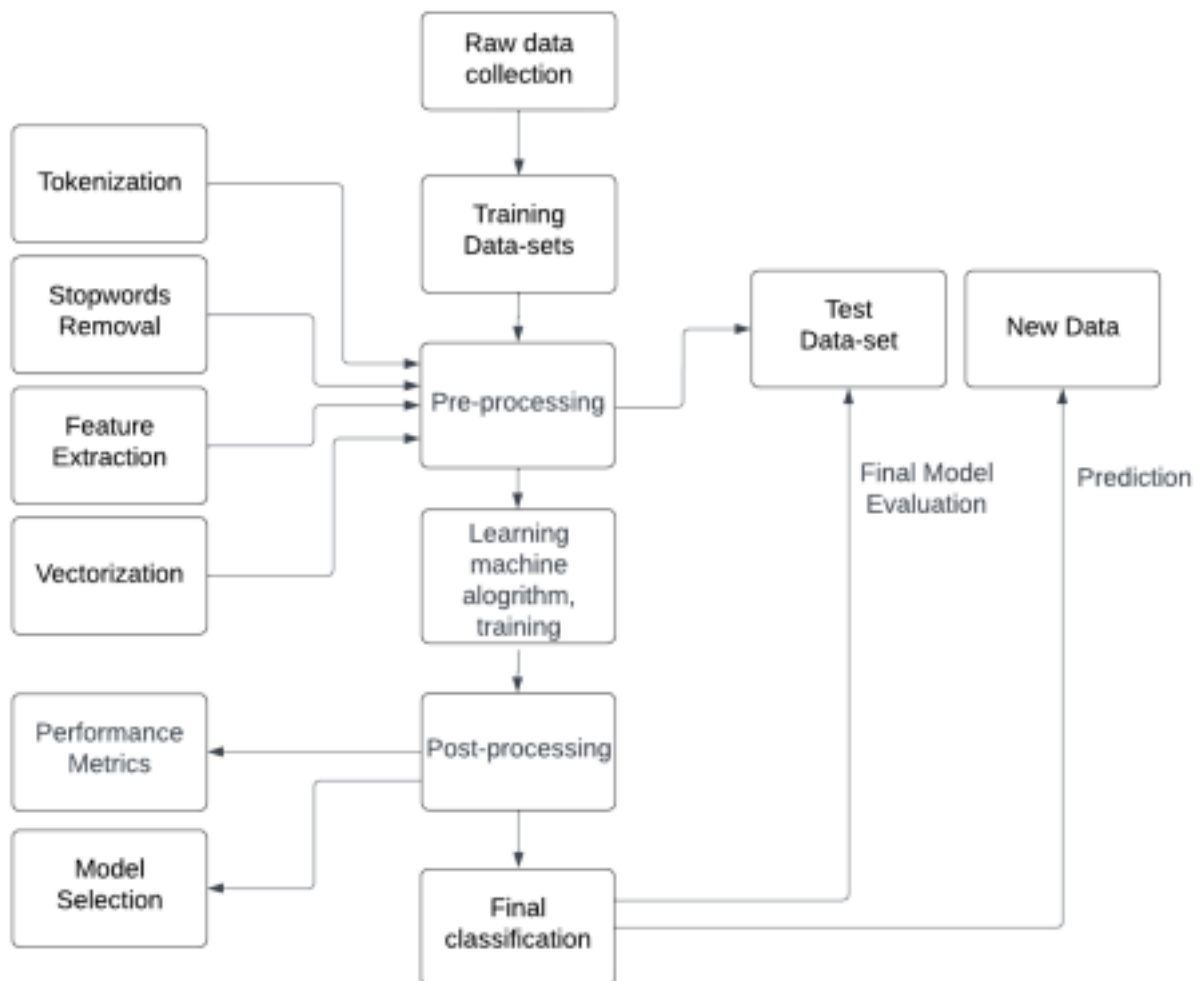 Raw data
collection
Tokenization
Training
Data-sets
Stopwords
Removal
Test
Data-set
New Data
Pre-processing
Feature
Extraction
Final Model
Evaluation
Prediction
Vectorization
Learning
machine
alogrithm,
training
Performance
Metrics
Post-processing
Model
Selection
Final
classification